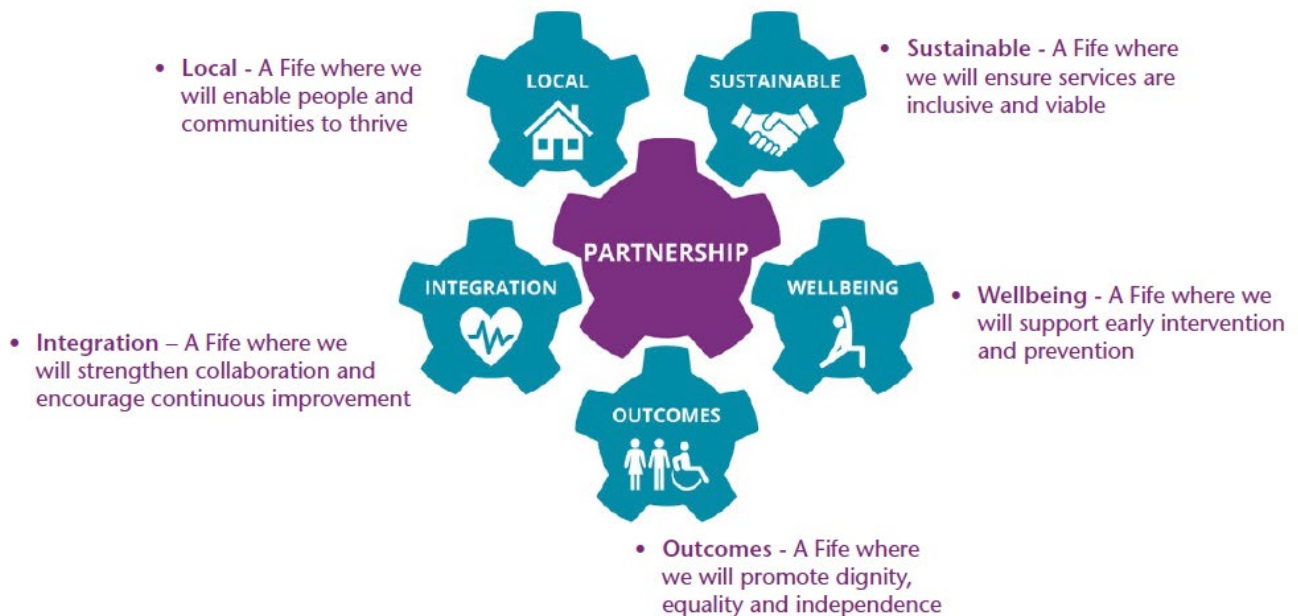 • Local - A Fife where we
will enable people and
communities to thrive
LOCAL
SUSTAINABLE
• Sustainable - A Fife where
we will ensure services are
inclusive and viable
PARTNERSHIP
INTEGRATION
WELLBEING
• Integration – A Fife where we
will strengthen collaboration and
encourage continuous improvement
• Wellbeing - A Fife where we
will support early intervention
and prevention
OUTCOMES
• Outcomes - A Fife where
we will promote dignity,
equality and independence